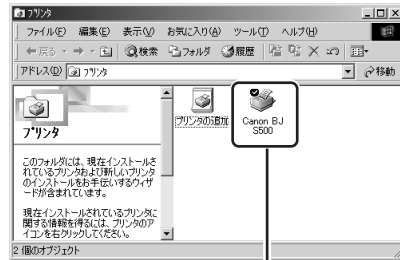 プリンタ
ファイル(F) 編集(E) 表示(V) お気に入り(A) ツール(T) ヘルプ(H)
戻る 検索 フォルダ 履歴
アドレス(D) プリンタ 移動
プリンタ
プリンタの追加
Canon BJ
S500
このフォルダには、現在インストールさ
れているプリンタおよび新しいプリンタ
のインストールをお手伝いするウィザ
ードが含まれています。
現在インストールされているプリンタに
関する情報を得るには、プリンタのア
イコンを右クリックしてください。
2 個のオブジェクト